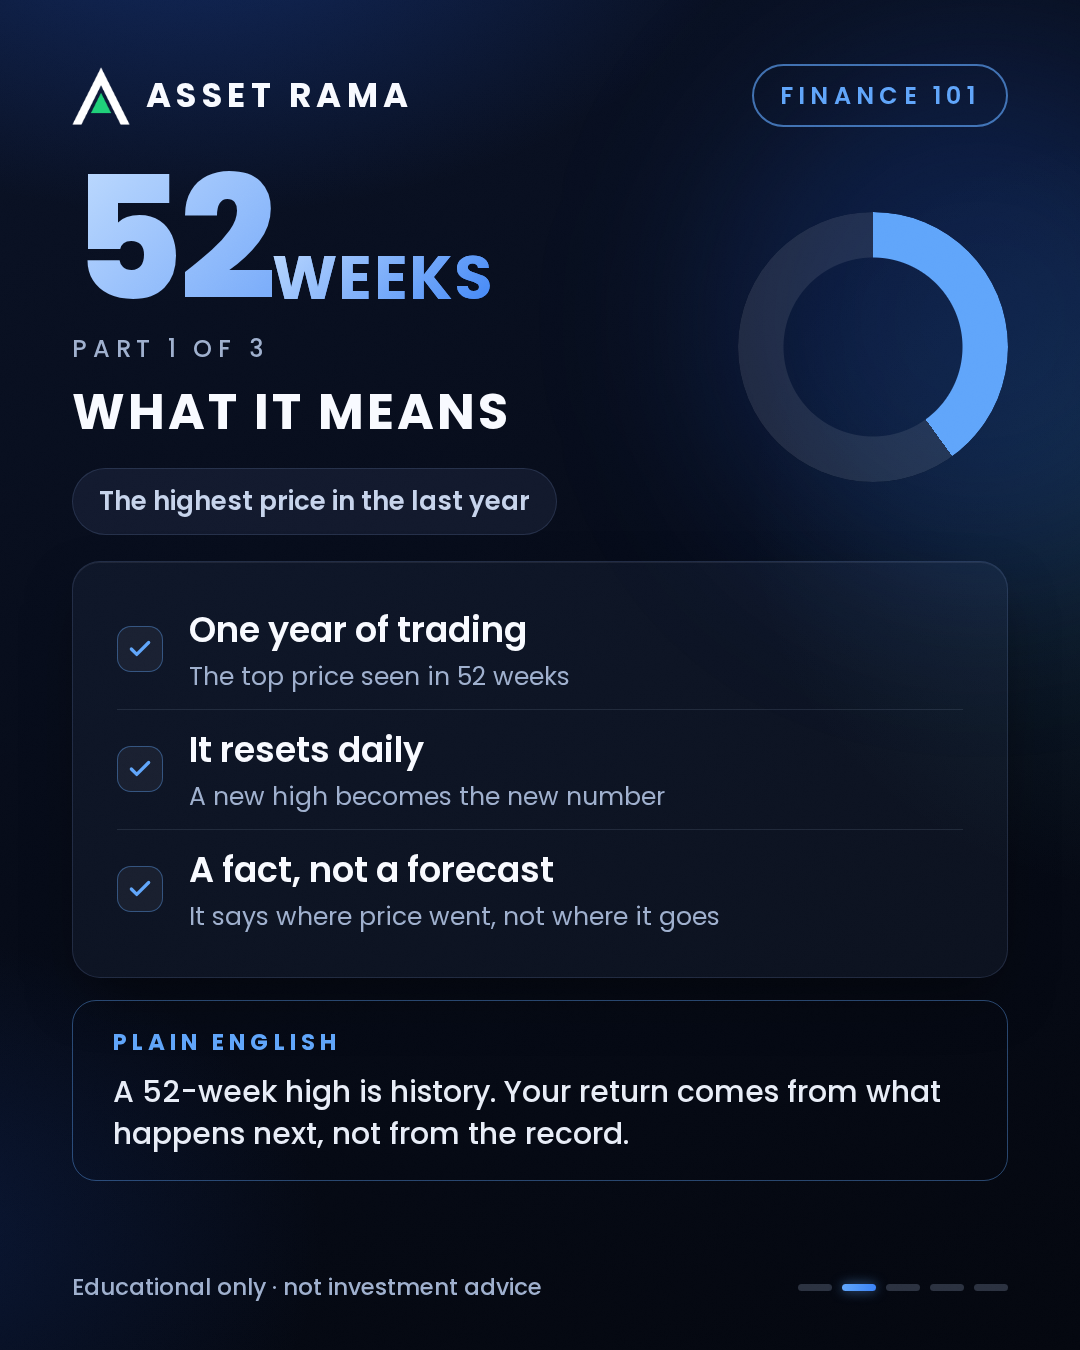 ASSET RAMA
FINANCE 101
52 WEEKS
PART 1 OF 3
WHAT IT MEANS
The highest price in the last year
One year of trading
The top price seen in 52 weeks
It resets daily
A new high becomes the new number
A fact, not a forecast
It says where price went, not where it goes
PLAIN ENGLISH
A 52-week high is history. Your return comes from what
happens next, not from the record.
Educational only · not investment advice